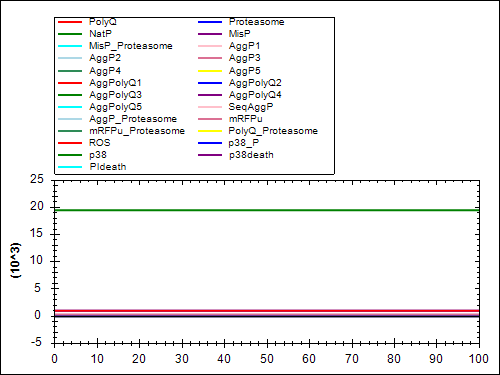 PolyQ Proteasome
NatP MisP
MisP_Proteasome AggP1
AggP2 AggP3
AggP4 AggP5
AggPolyQ1 AggPolyQ2
AggPolyQ3 AggPolyQ4
AggPolyQ5 SeqAggP
AggP_Proteasome mRFPu
mRFPu_Proteasome PolyQ_Proteasome
ROS p38_P
p38 p38death
PIdeath
25
20
15
10
5
0
-5
(10^3)
0 10 20 30 40 50 60 70 80 90 100